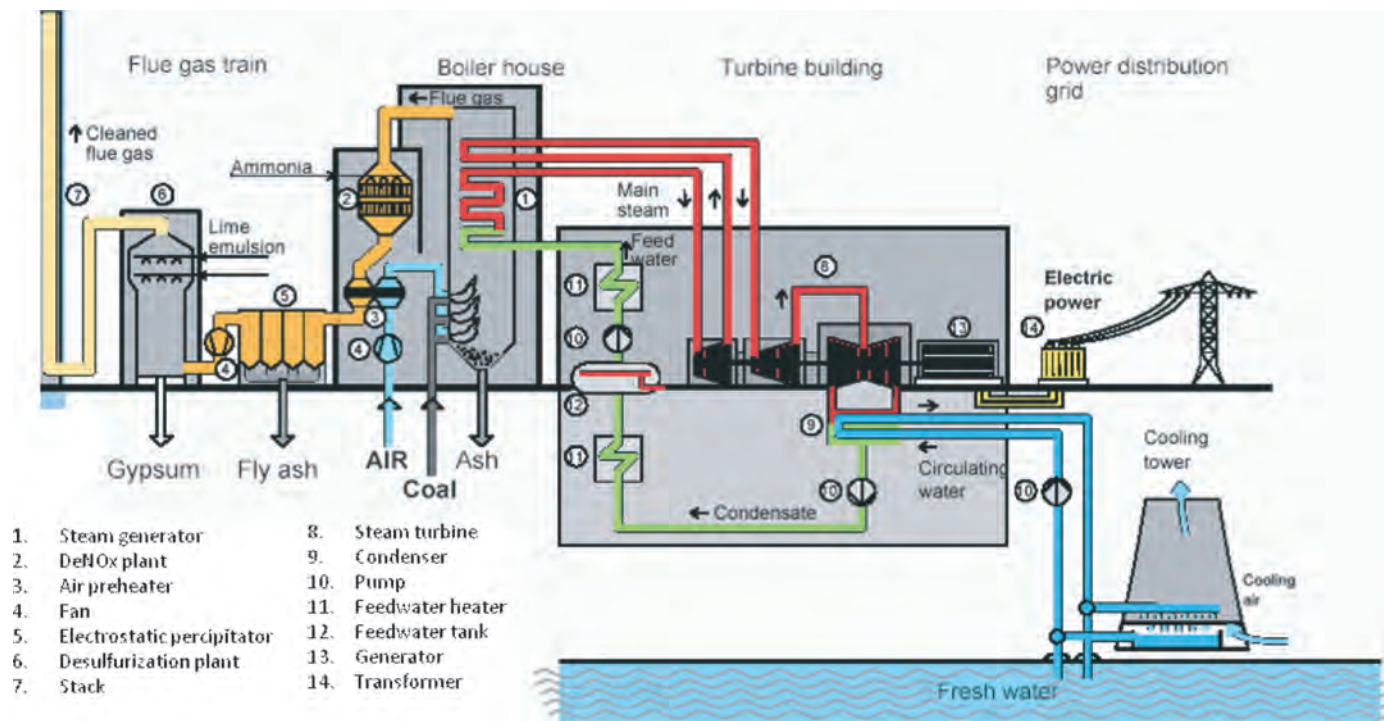 Flue gas train
Boiler house
Turbine building
Power distribution
grid
Flue gas
Cleaned
flue gas
Ammonia
7
6
2
1
Lime
emulsion
Main
steam
Feed
water
8
5
11
Electric
power
3
10
13
14
4
4
12
9
Cooling
tower
11
Circulating
water
Gypsum
Fly ash
AIR
Ash
Coal
10
10
Condensate
Cooling
air
1. Steam generator
2. DeNOx plant
3. Air preheater
4. Fan
5. Electrostatic percipitator
6. Desulfurization plant
7. Stack
8. Steam turbine
9. Condenser
10. Pump
11. Feedwater heater
12. Feedwater tank
13. Generator
14. Transformer
Fresh water